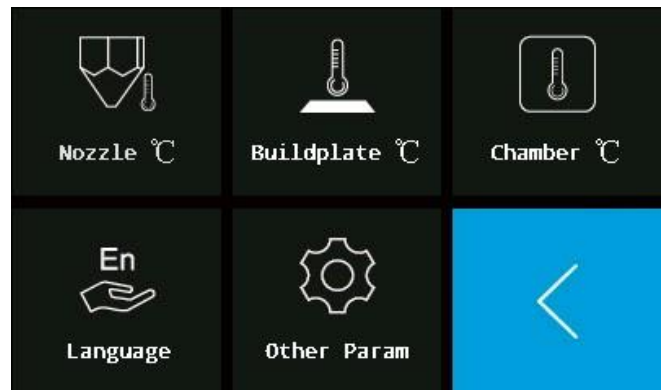 Nozzle ℃
Buildplate ℃
Chamber ℃
En
Language
Other Param